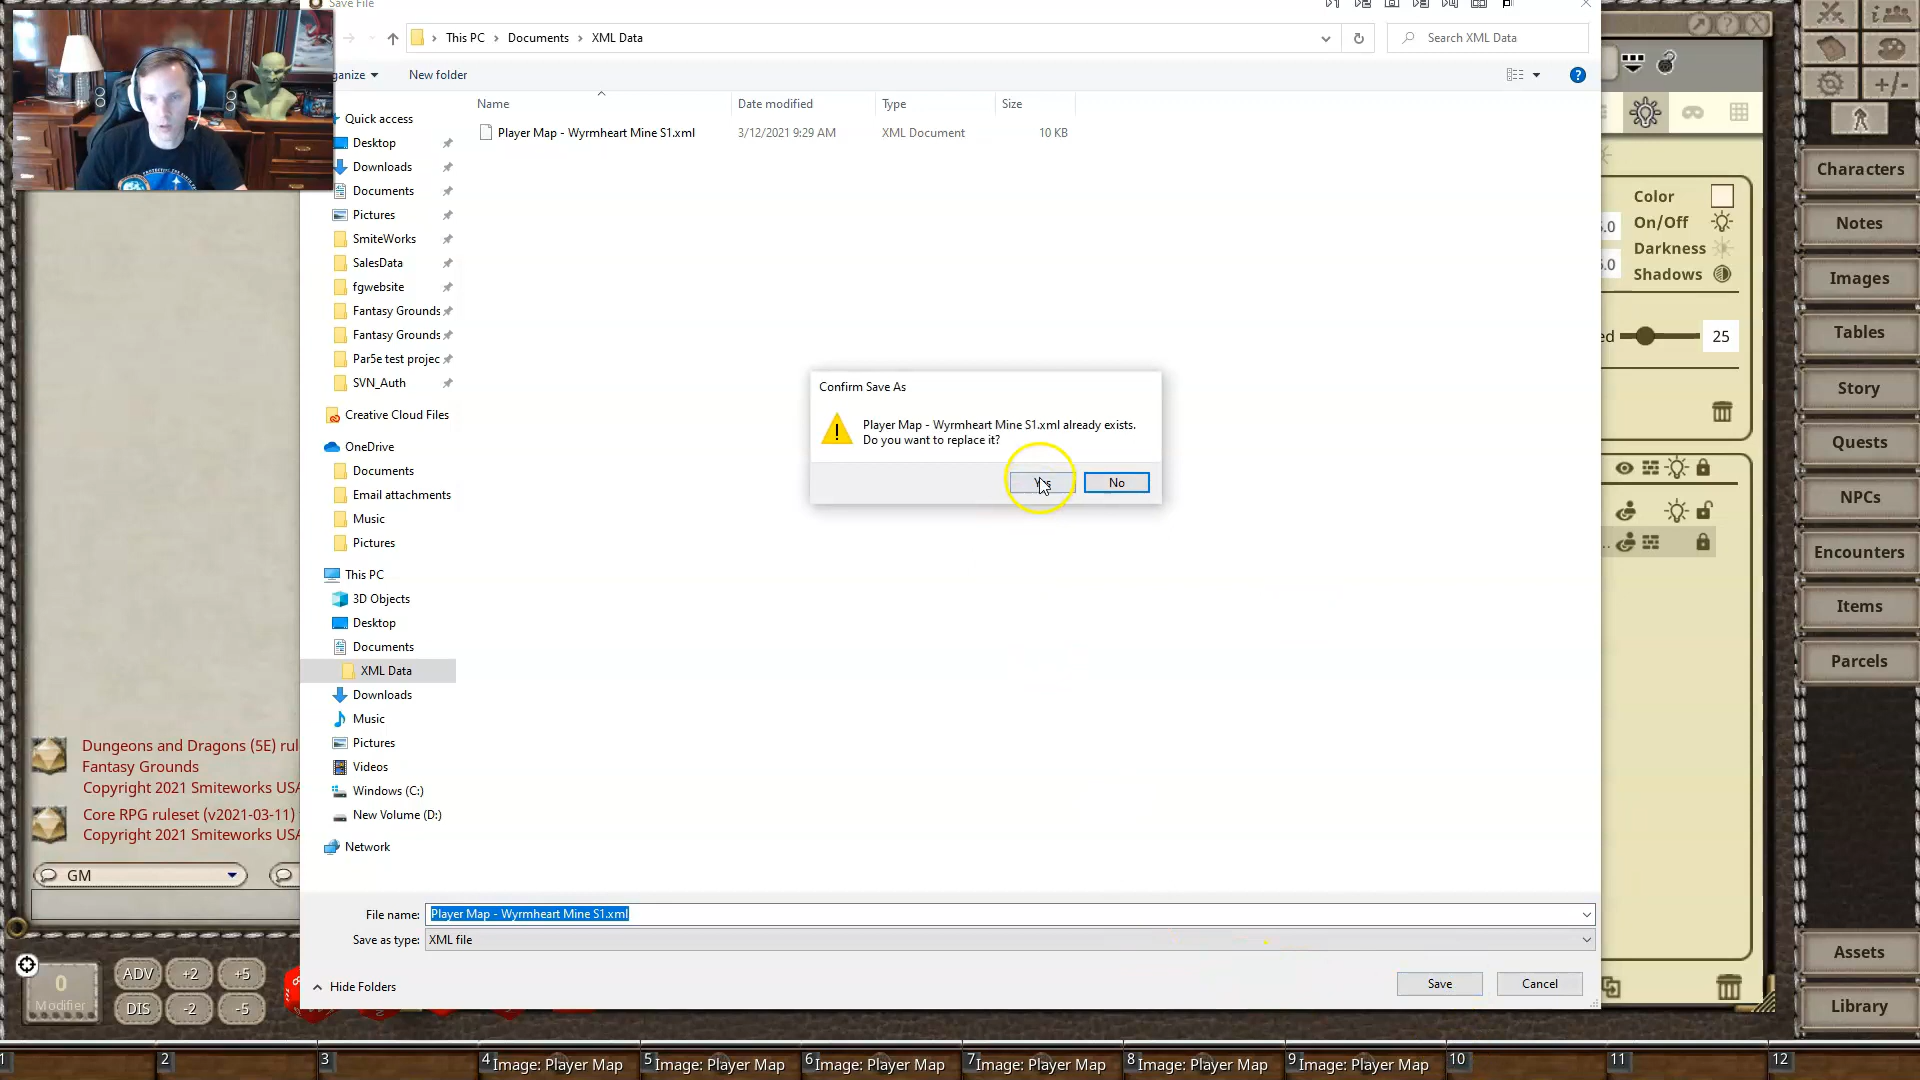 Save File
This PC > Documents > XML Data
Search XML Data
ganize
New folder
Name
Date modified
Type
Size
Player Map - Wyrmheart Mine S1.xml
3/12/2021 9:29 AM
XML Document
10 KB
Quick access
Desktop
Downloads
Documents
Pictures
SmiteWorks
SalesData
fgwebsite
Fantasy Grounds
Fantasy Grounds
Par5e test projec
SVN_Auth
Creative Cloud Files
OneDrive
Documents
Email attachments
Music
Pictures
This PC
3D Objects
Desktop
Documents
XML Data
Downloads
Music
Pictures
Videos
Windows (C:)
New Volume (D:)
Network
Confirm Save As
Player Map - Wyrmheart Mine S1.xml already exists.
Do you want to replace it?
No
File name:
Player Map - Wyrmheart Mine S1.xml
Save as type:
XML file
Hide Folders
Save
Cancel
Color
On/Off
Darkness
Shadows
25
+/-
Characters
Notes
Images
Tables
Story
Quests
NPCs
Encounters
Items
Parcels
Assets
Library
Dungeons and Dragons (5E) rul
Fantasy Grounds
Copyright 2021 Smiteworks USA
Core RPG ruleset (v2021-03-11)
Copyright 2021 Smiteworks USA
GM
0
Modifier
ADV
+2
+5
DIS
-2
-5
1
2
3
4 Image: Player Map
5 Image: Player Map
6 Image: Player Map
7 Image: Player Map
8 Image: Player Map
9 Image: Player Map
10
11
12